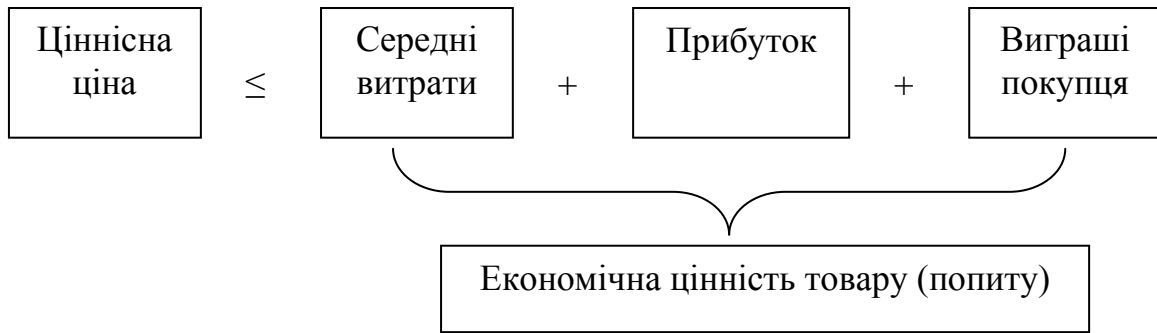 Ціннісна ціна ≤ Середні витрати + Прибуток + Виграші покупця
Економічна цінність товару (попиту)